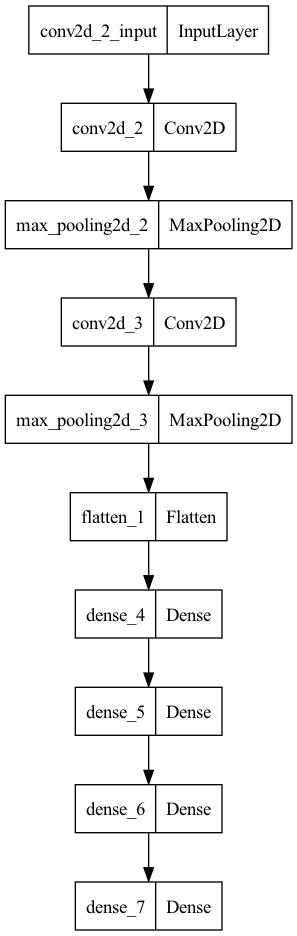 conv2d_2_input InputLayer
conv2d_2 Conv2D
max_pooling2d_2 MaxPooling2D
conv2d_3 Conv2D
max_pooling2d_3 MaxPooling2D
flatten_1 Flatten
dense_4 Dense
dense_5 Dense
dense_6 Dense
dense_7 Dense